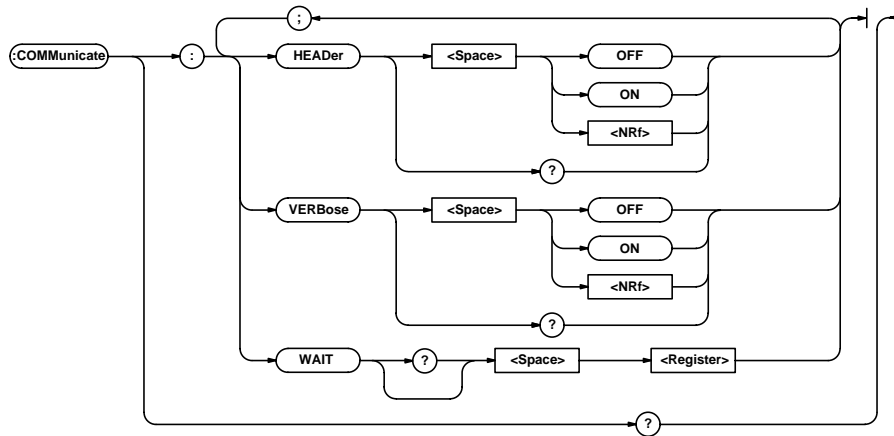 ;
:COMMunicate : HEADer <Space> OFF
ON
<NRf>
?
VERBose <Space> OFF
ON
<NRf>
?
WAIT ? <Space> <Register>
?